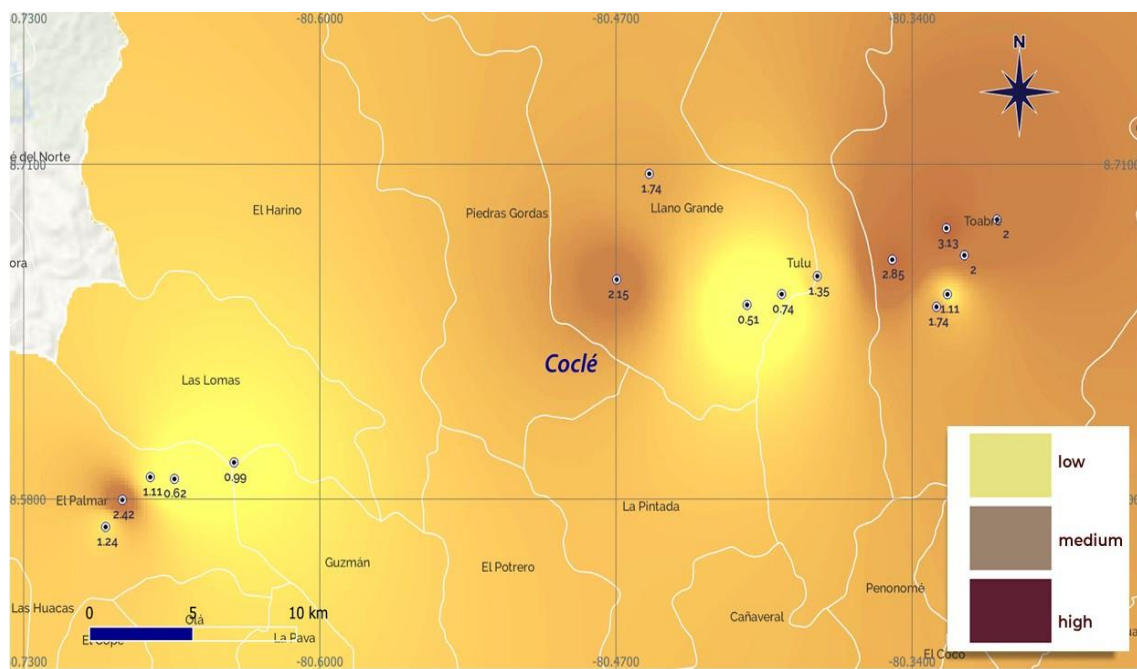 0.7300
-80.6000
-80.4700
-80.3400
N
é del Norte
8.7100
8.7100
1.74
El Harino
Piedras Gordas
Llano Grande
Toabré
2
3.13
ora
Tulu
2
2.85
2.15
1.35
0.74
1.11
0.51
1.74
Coclé
Las Lomas
low
0.99
1.11
0.62
8.5800
El Palmar
2.42
La Pintada
medium
1.24
Guzmán
El Potrero
Penonomé
Las Huacas
0
5
10 km
Olá
Cañaveral
high
El Copé
La Pava
El Coco
0.7300
-80.6000
-80.4700
-80.3400